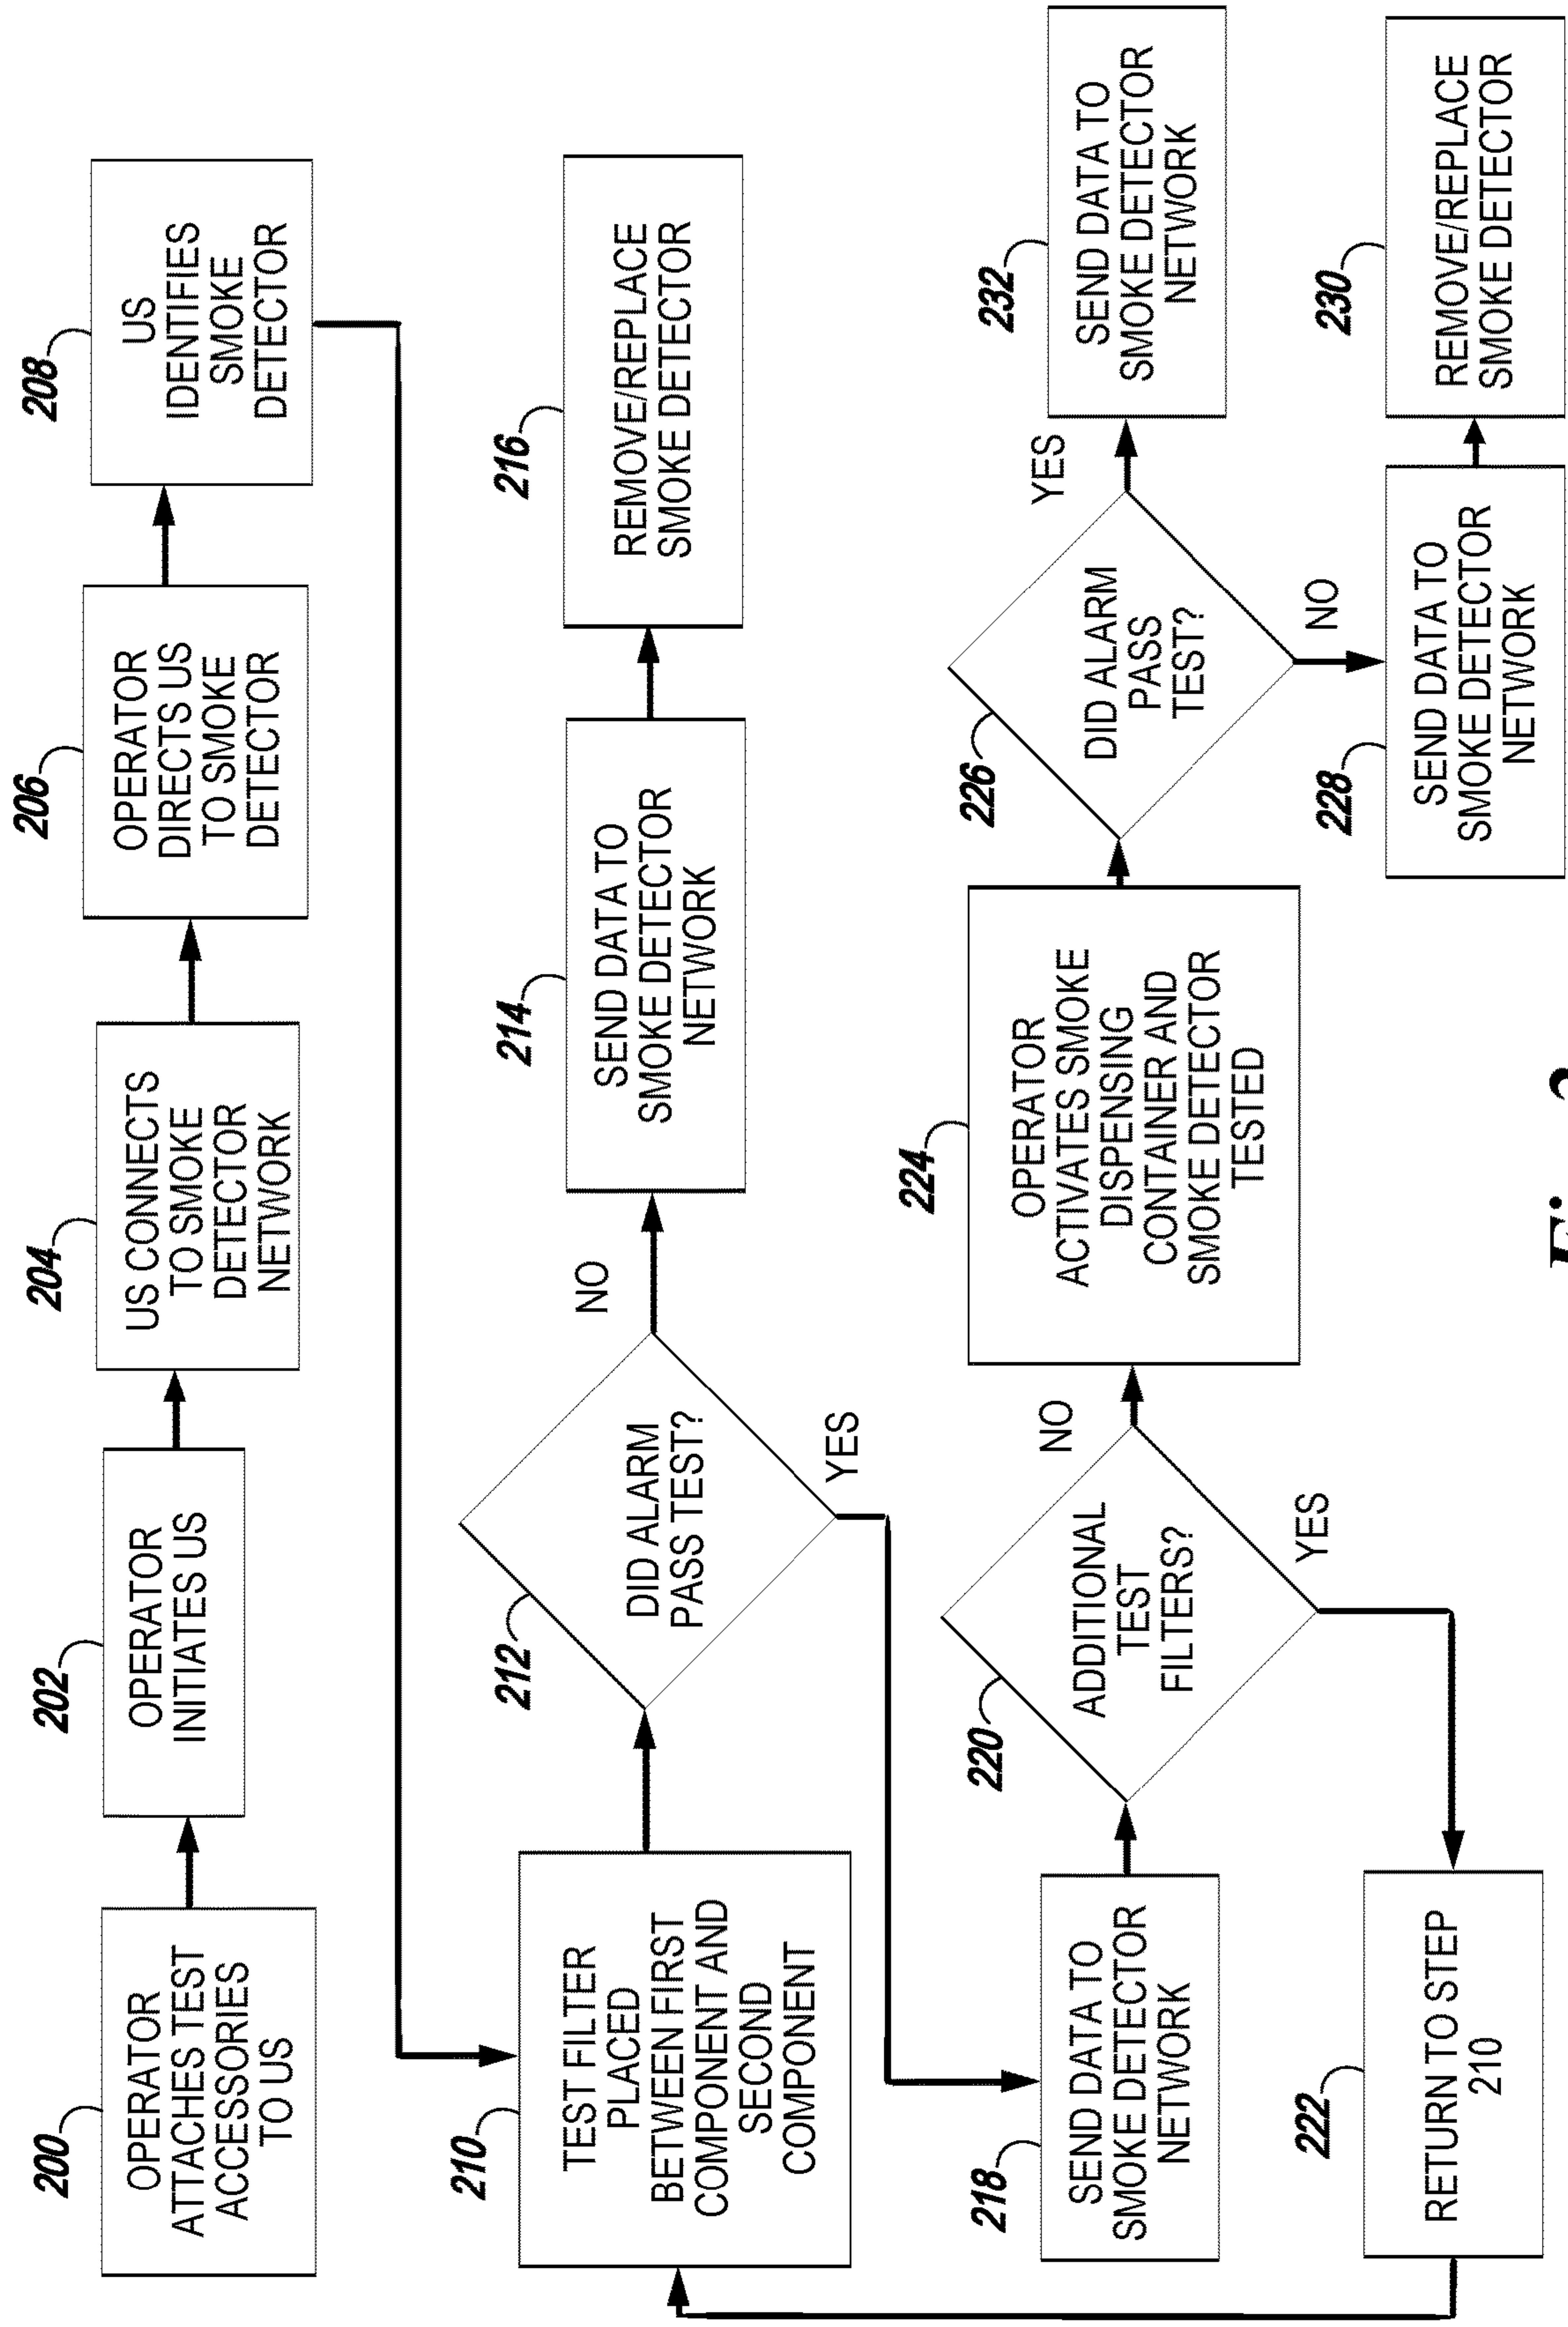 200
OPERATOR
ATTACHES TEST
ACCESSORIES
TO US
202
OPERATOR
INITIATES US
204
US CONNECTS
TO SMOKE
DETECTOR
NETWORK
206
OPERATOR
DIRECTS US
TO SMOKE
DETECTOR
208
US
IDENTIFIES
SMOKE
DETECTOR
210
TEST FILTER
PLACED
BETWEEN FIRST
COMPONENT AND
SECOND
COMPONENT
212
DID ALARM
PASS TEST?
NO
YES
214
SEND DATA TO
SMOKE DETECTOR
NETWORK
216
REMOVE/REPLACE
SMOKE DETECTOR
218
SEND DATA TO
SMOKE DETECTOR
NETWORK
220
ADDITIONAL
TEST
FILTERS?
NO
YES
222
RETURN TO STEP
210
224
OPERATOR
ACTIVATES SMOKE
DISPENSING
CONTAINER AND
SMOKE DETECTOR
TESTED
226
DID ALARM
PASS
TEST?
YES
NO
228
SEND DATA TO
SMOKE DETECTOR
NETWORK
230
REMOVE/REPLACE
SMOKE DETECTOR
232
SEND DATA TO
SMOKE DETECTOR
NETWORK